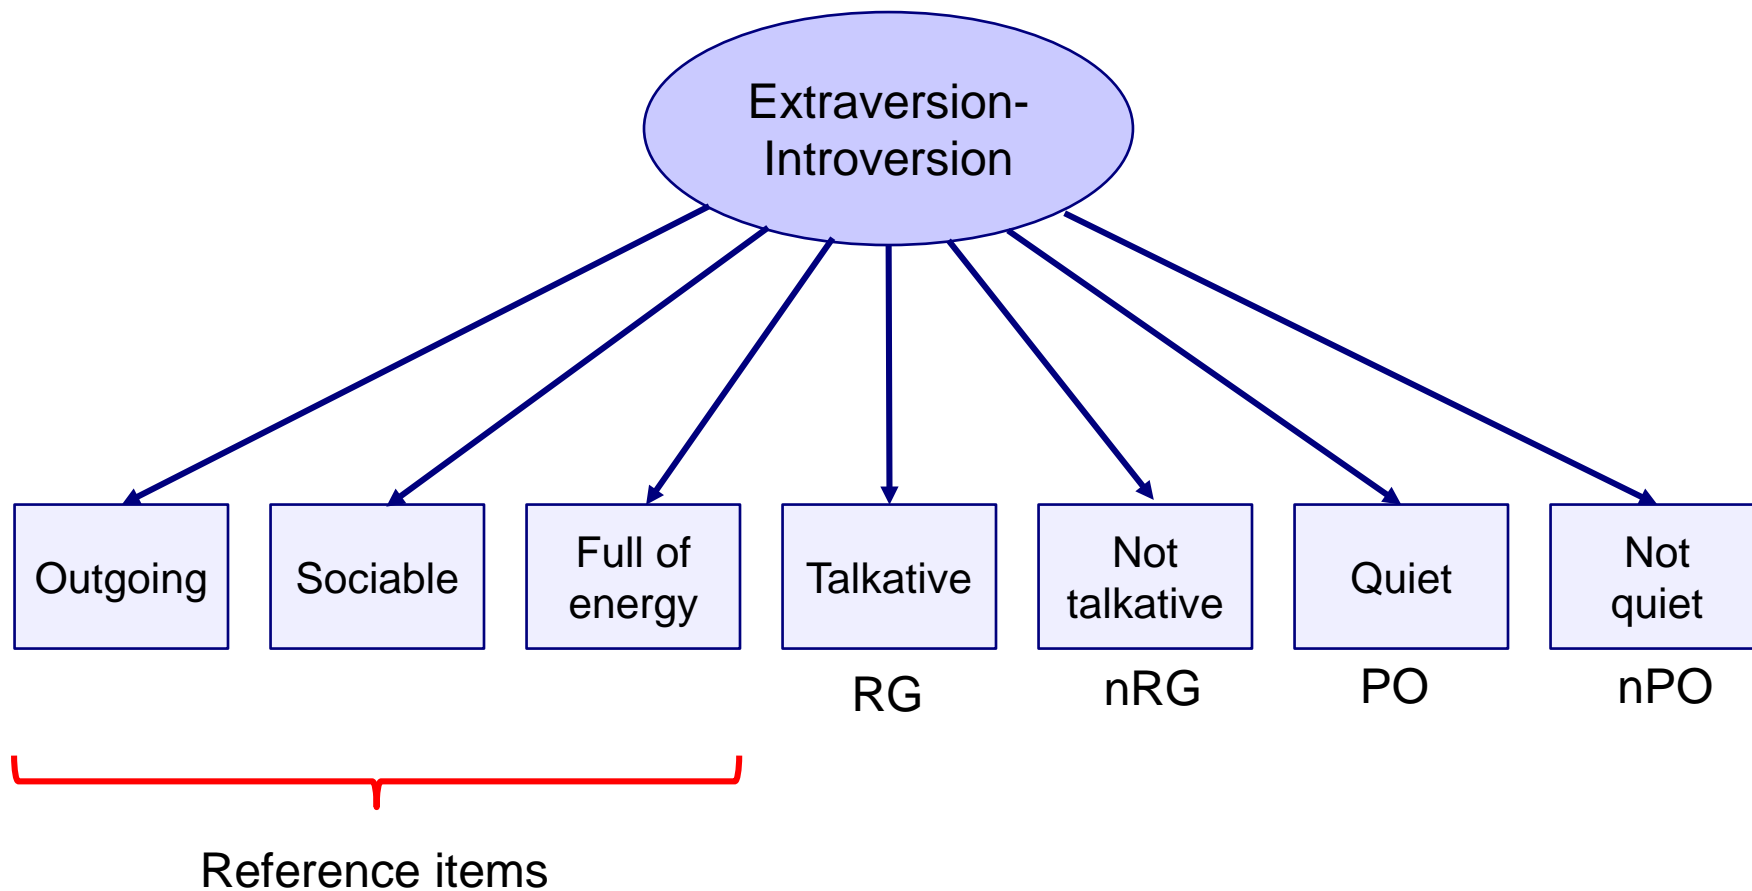 Extraversion-
Introversion
Outgoing
Sociable
Full of
energy
Talkative
Not
talkative
Quiet
Not
quiet
RG
nRG
PO
nPO
Reference items